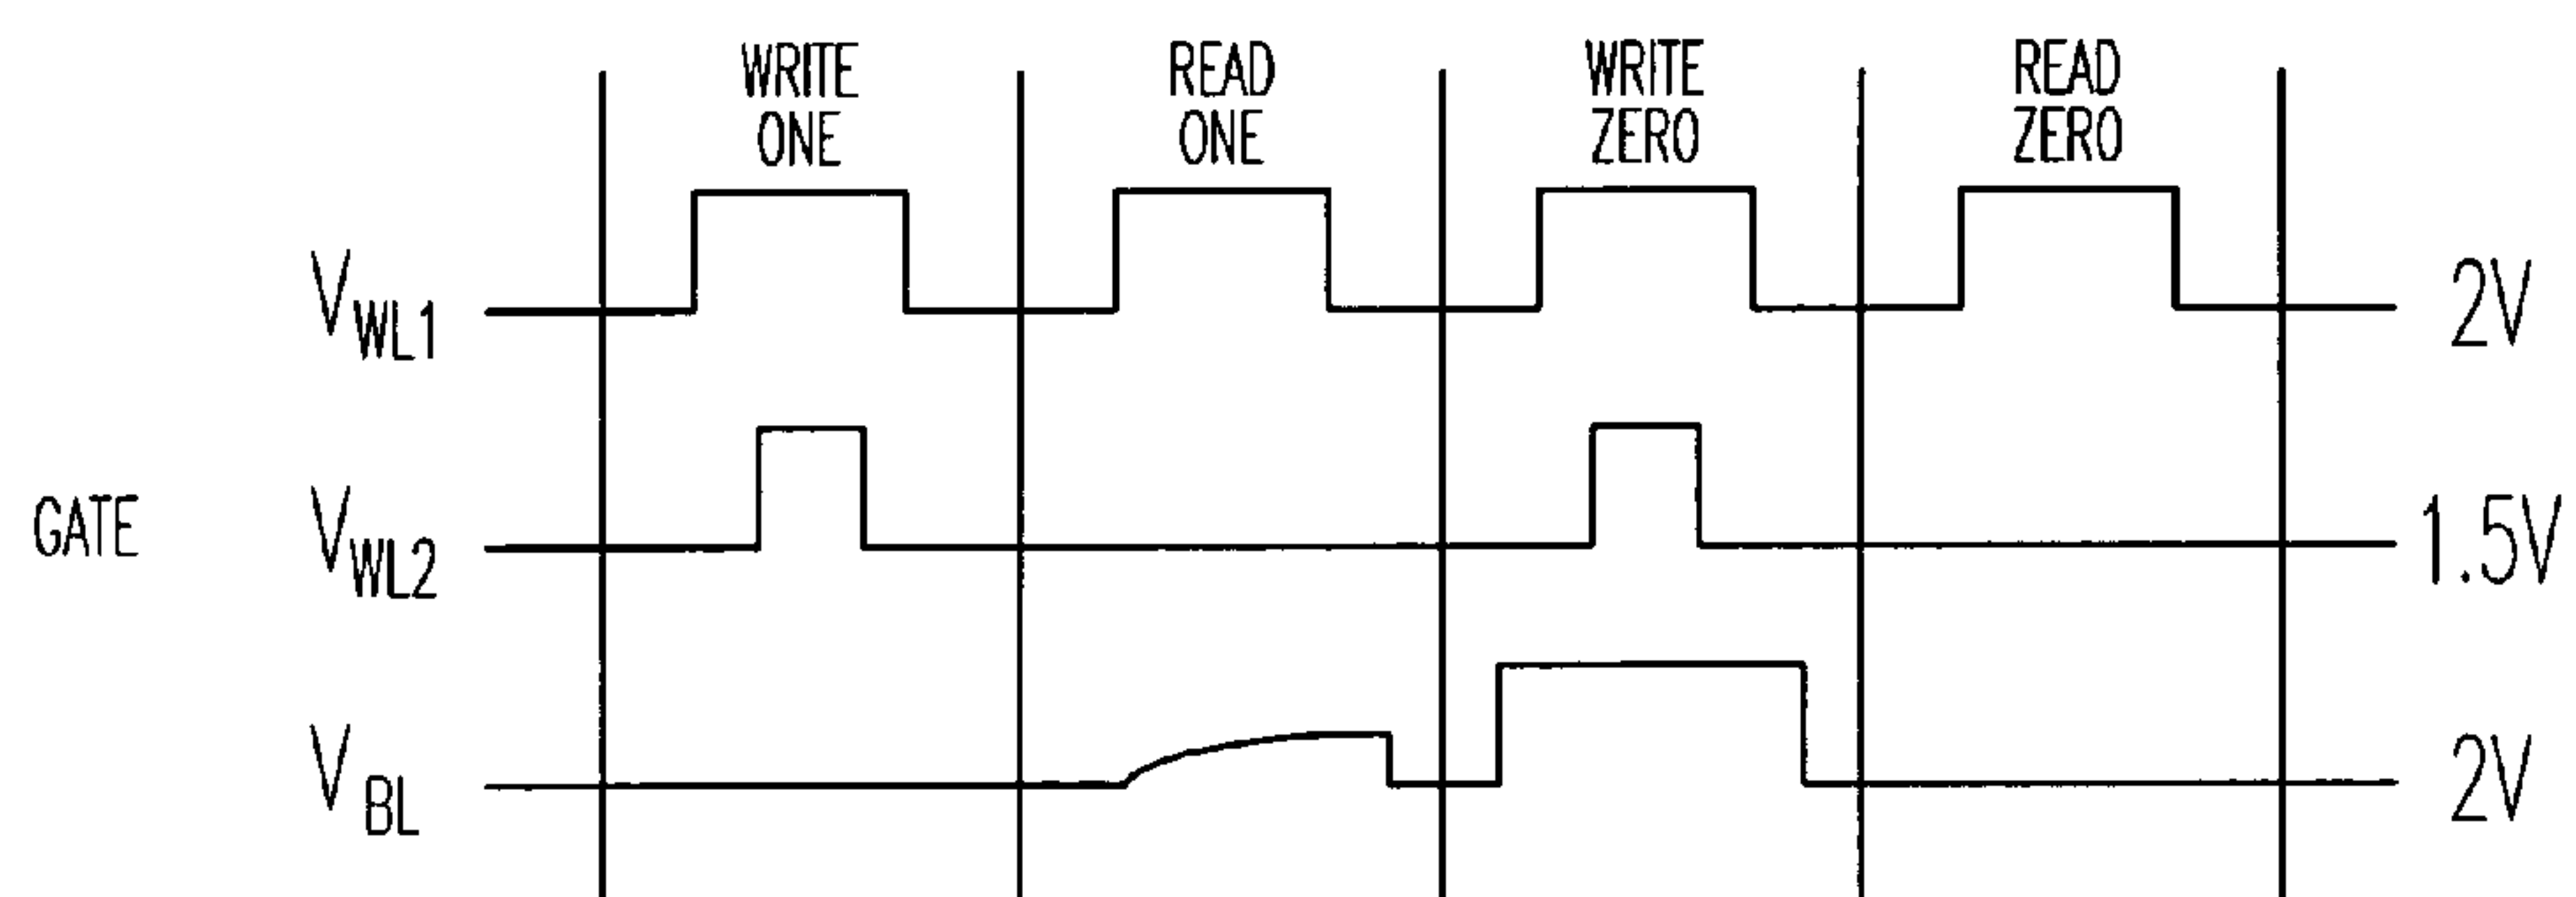 WRITE ONE
READ ONE
WRITE ZERO
READ ZERO
VWL1
2V
GATE
VWL2
1.5V
VBL
2V